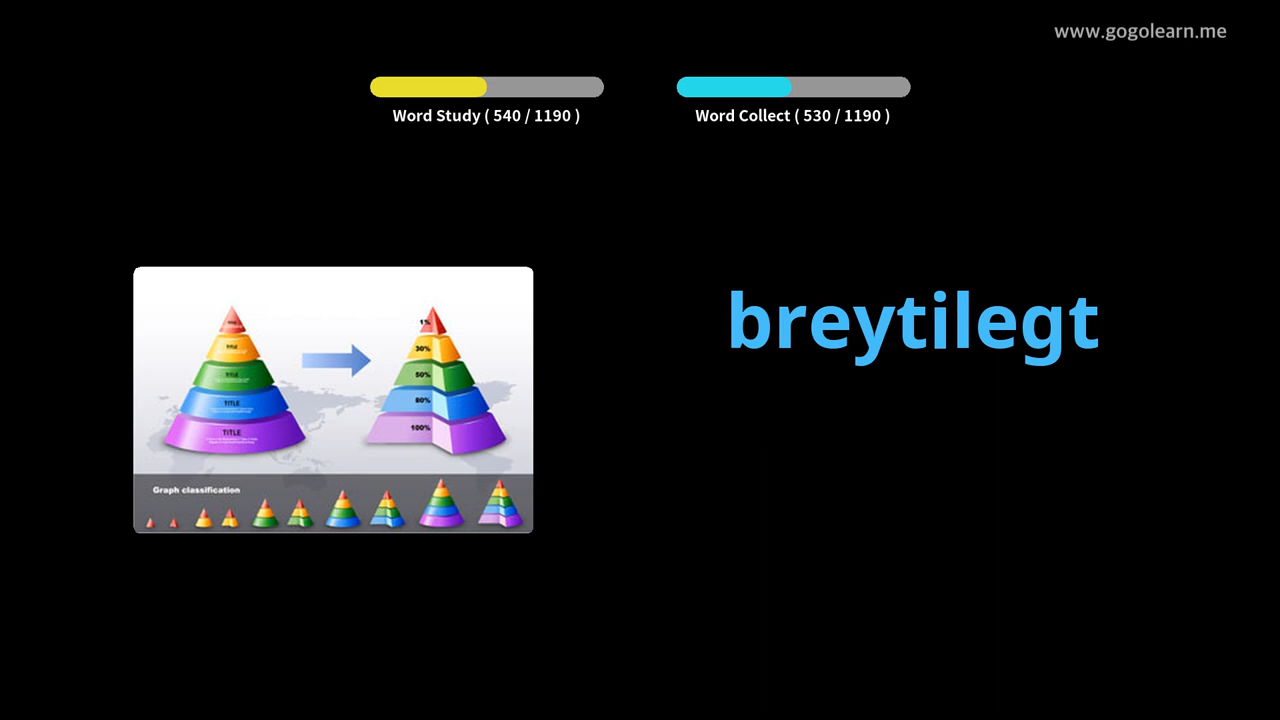 www.gogolearn.me
Word Study ( 540 / 1190 )
Word Collect ( 530 / 1190 )
breytilegt
TITLE
TITLE
TITLE
TITLE
1%
30%
50%
80%
100%
Graph classification